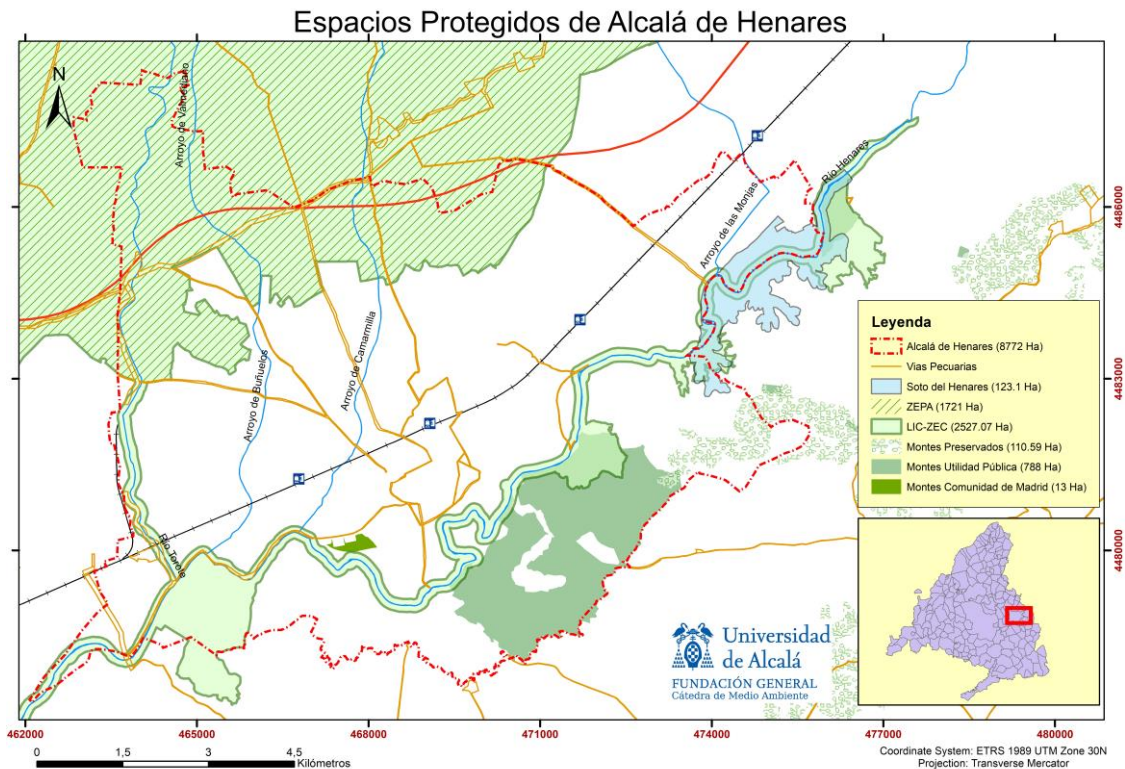 Espacios Protegidos de Alcalá de Henares
N
Arroyo de Valmediano
Río Henares
Arroyo de las Monjas
Arroyo de Buñuelos
Arroyo de Camarmilla
Río Torote
4486000
4483000
4480000
Leyenda
Alcalá de Henares (8772 Ha)
Vias Pecuarias
Soto del Henares (123.1 Ha)
ZEPA (1721 Ha)
LIC-ZEC (2527.07 Ha)
Montes Preservados (110.59 Ha)
Montes Utilidad Pública (788 Ha)
Montes Comunidad de Madrid (13 Ha)
Universidad
de Alcalá
FUNDACIÓN GENERAL
Cátedra de Medio Ambiente
462000 465000 468000 471000 474000 477000 480000
0 1,5 3 4,5
Kilómetros
Coordinate System: ETRS 1989 UTM Zone 30N
Projection: Transverse Mercator